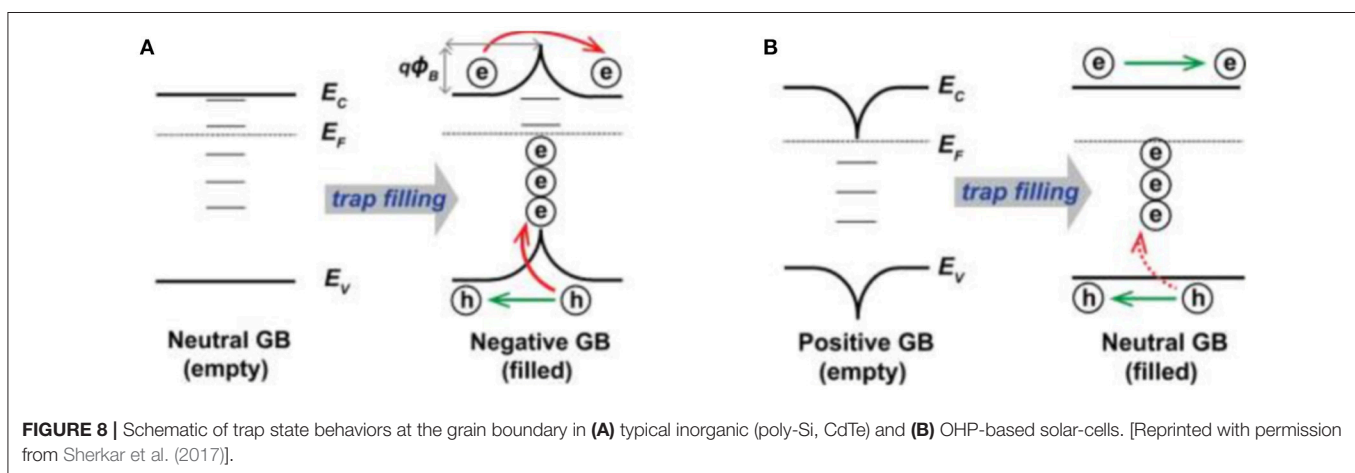 A
qΦB
e
e
EC
EF
trap filling
e
e
e
EV
h
h
Neutral GB
(empty)
Negative GB
(filled)
B
e
e
EC
EF
trap filling
e
e
e
EV
h
h
Positive GB
(empty)
Neutral GB
(filled)
FIGURE 8 | Schematic of trap state behaviors at the grain boundary in (A) typical inorganic (poly-Si, CdTe) and (B) OHP-based solar-cells. [Reprinted with permission
from Sherkar et al. (2017)].